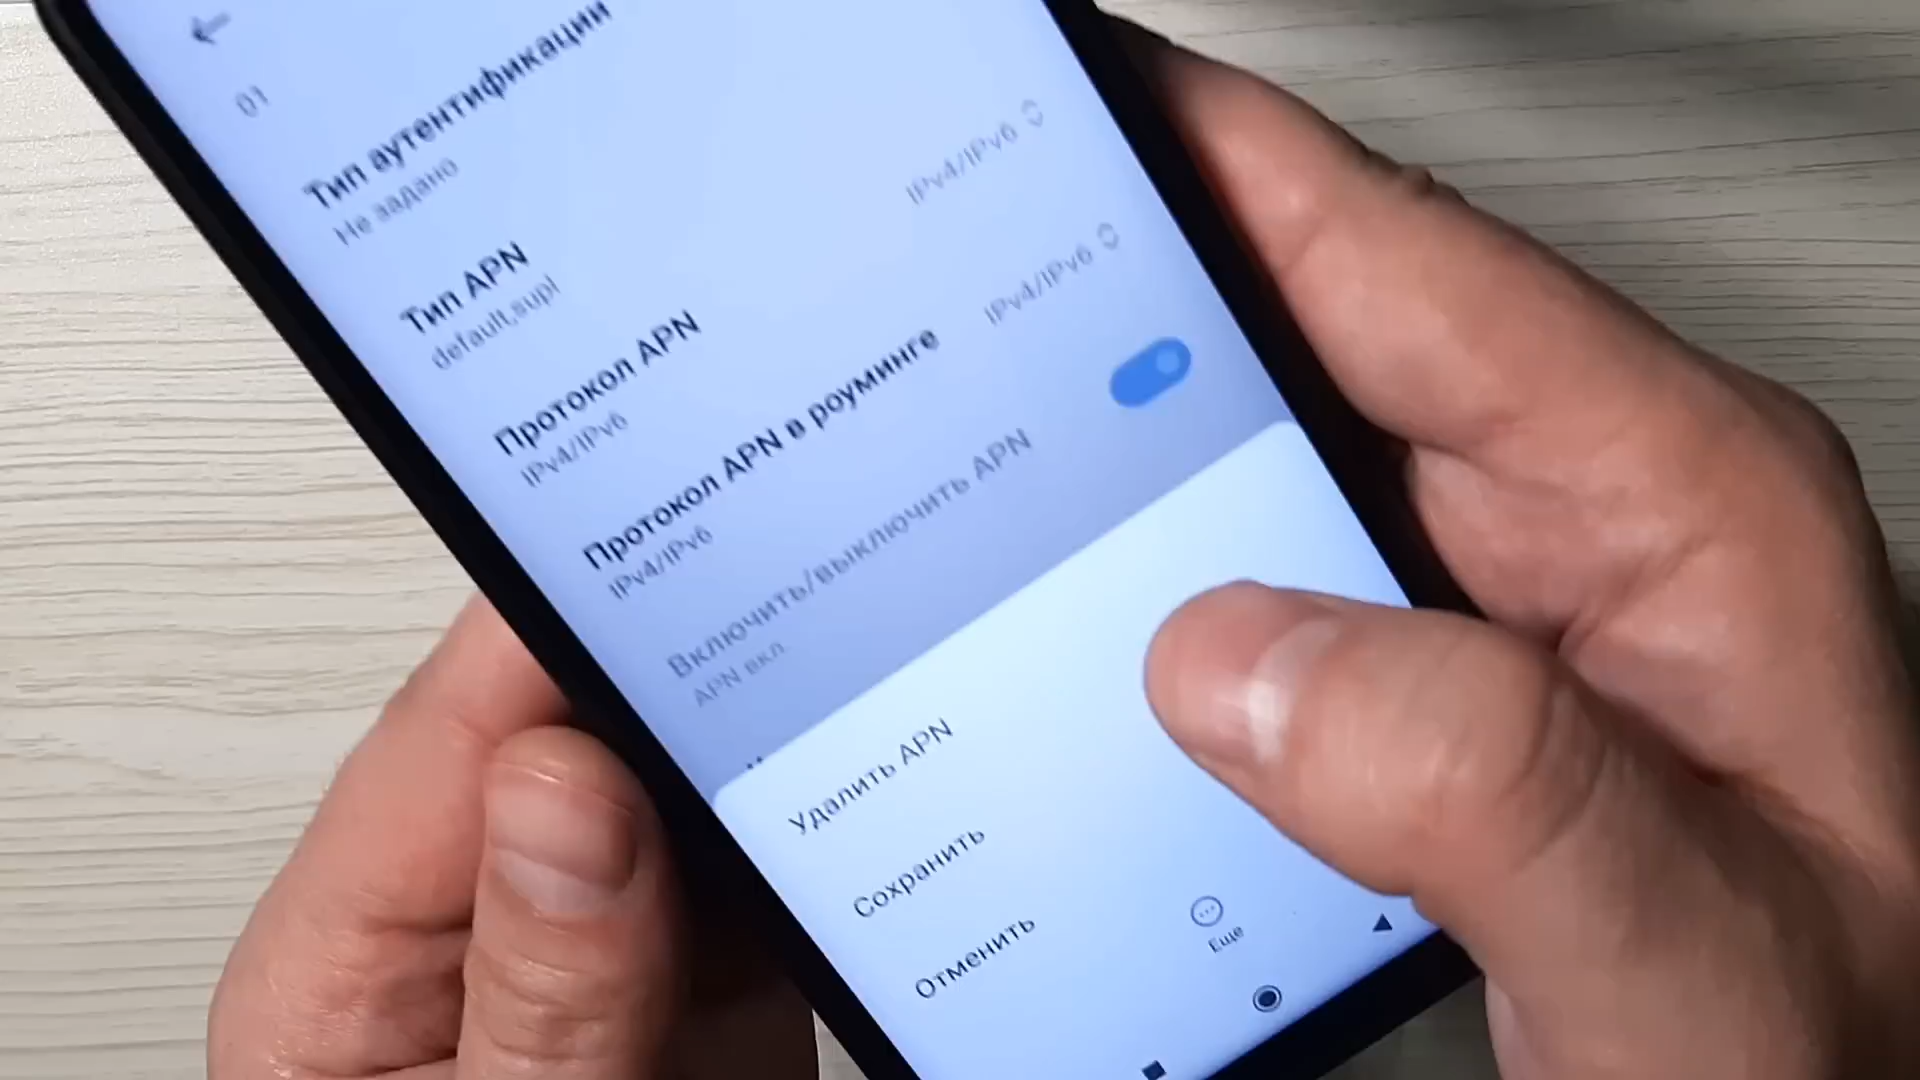 01
Тип аутентификации
Не задано
Тип APN
default,supl
Протокол APN
IPv4/IPv6
IPv4/IPv6
Протокол APN в роуминге
IPv4/IPv6
IPv4/IPv6
Включить/выключить APN
APN вкл.
Удалить APN
Сохранить
Отменить
Еще